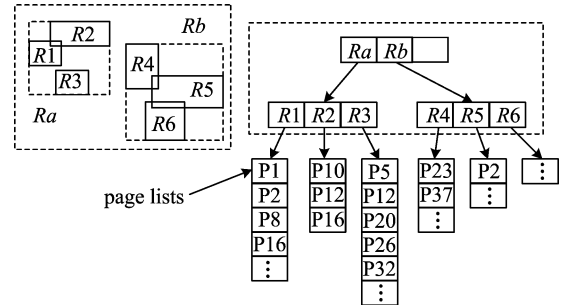 Rb
R2
R1
R3
Ra
R4
R5
R6
Ra Rb
R1 R2 R3
R4 R5 R6
page lists
P1
P2
P8
P16
⋮
P10
P12
P16
P5
P12
P20
P26
P32
⋮
P23
P37
⋮
P2
⋮
⋮